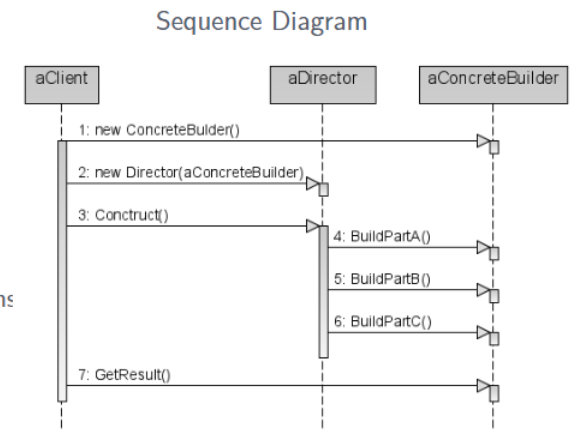 Sequence Diagram
aClient
aDirector
aConcreteBuilder
1: new ConcreteBulder()
2: new Director(aConcreteBuilder)
3: Conctruct()
4: BuildPartA()
5: BuildPartB()
ns
6: BuildPartC()
7: GetResult()